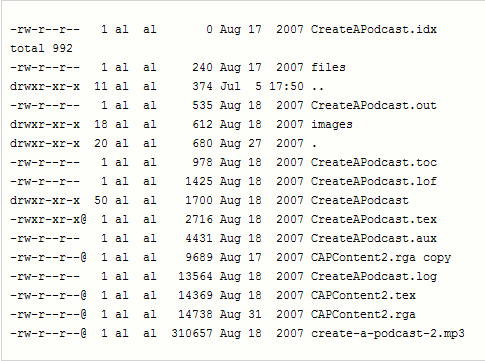 -rw-r--r--   1 al  al       0 Aug 17  2007 CreateAPodcast.idx
total 992
-rw-r--r--   1 al  al     240 Aug 17  2007 files
drwxr-xr-x  11 al  al     374 Jul  5 17:50 ..
-rw-r--r--   1 al  al     535 Aug 18  2007 CreateAPodcast.out
drwxr-xr-x  18 al  al     612 Aug 18  2007 images
drwxr-xr-x  20 al  al     680 Aug 27  2007 .
-rw-r--r--   1 al  al     978 Aug 18  2007 CreateAPodcast.toc
-rw-r--r--   1 al  al    1425 Aug 18  2007 CreateAPodcast.lof
drwxr-xr-x  50 al  al    1700 Aug 18  2007 CreateAPodcast
-rwxr-xr-x@  1 al  al    2716 Aug 18  2007 CreateAPodcast.tex
-rw-r--r--   1 al  al    4431 Aug 18  2007 CreateAPodcast.aux
-rw-r--r--@  1 al  al    9689 Aug 17  2007 CAPContent2.rga copy
-rw-r--r--   1 al  al   13564 Aug 18  2007 CreateAPodcast.log
-rw-r--r--@  1 al  al   14369 Aug 18  2007 CAPContent2.tex
-rw-r--r--@  1 al  al   14738 Aug 31  2007 CAPContent2.rga
-rw-r--r--@  1 al  al  310657 Aug 18  2007 create-a-podcast-2.mp3